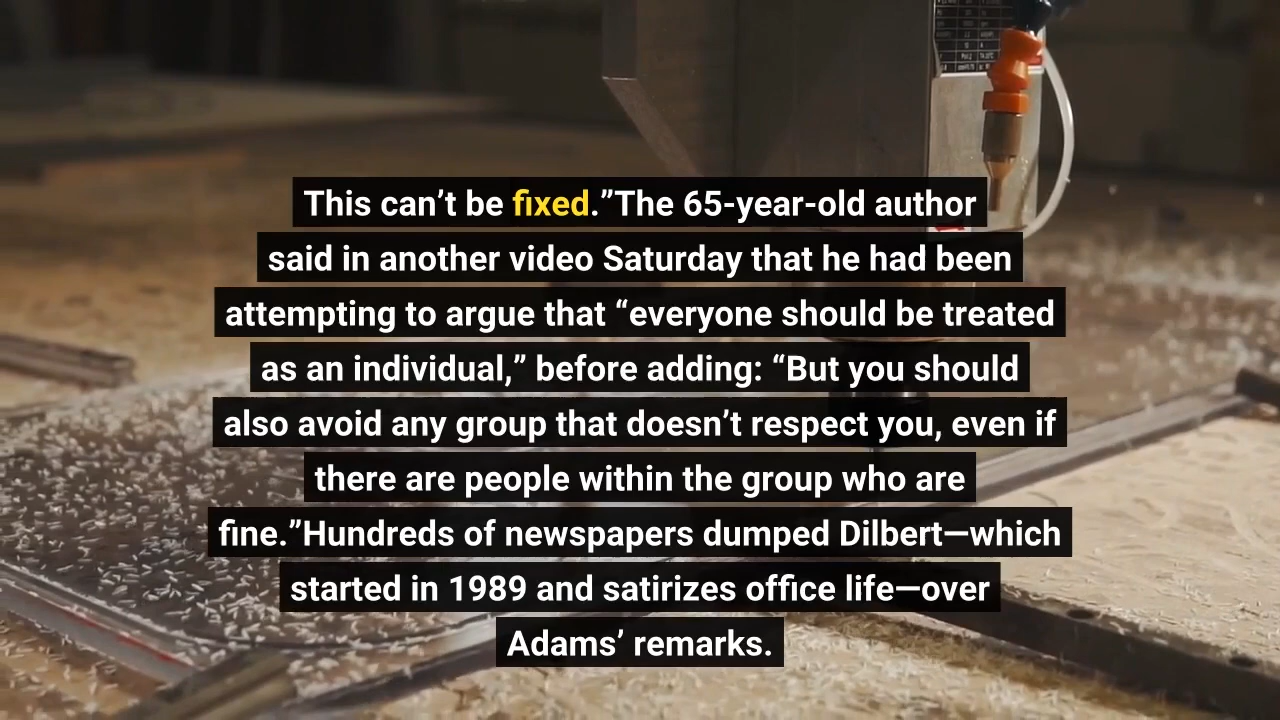 This can’t be fixed.”The 65-year-old author
said in another video Saturday that he had been
attempting to argue that “everyone should be treated
as an individual,” before adding: “But you should
also avoid any group that doesn’t respect you, even if
there are people within the group who are
fine.”Hundreds of newspapers dumped Dilbert—which
started in 1989 and satirizes office life—over
Adams’ remarks.